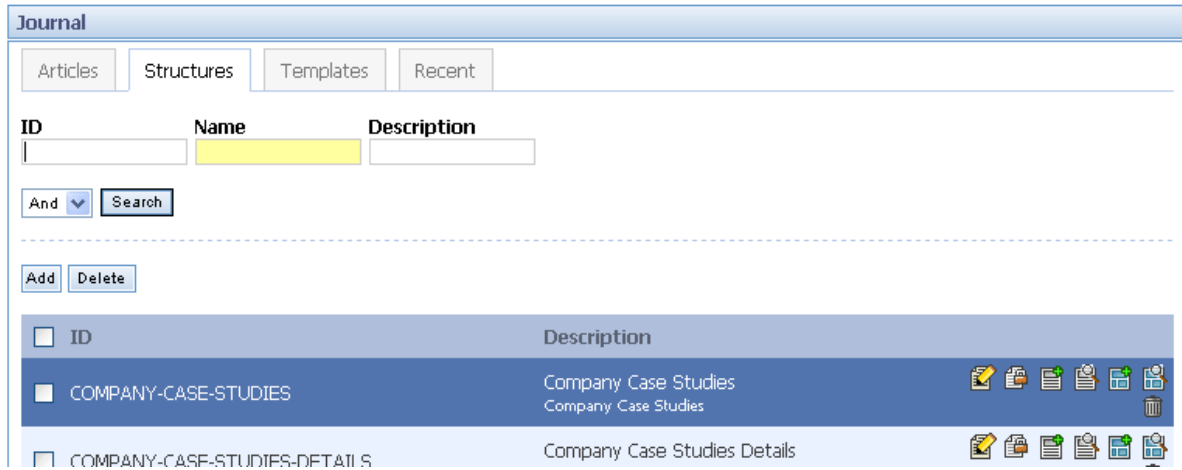 Journal
Articles Structures Templates Recent
ID Name Description
And Search
Add Delete
ID Description
COMPANY-CASE-STUDIES Company Case Studies
Company Case Studies
COMPANY-CASE-STUDIES-DETAILS Company Case Studies Details